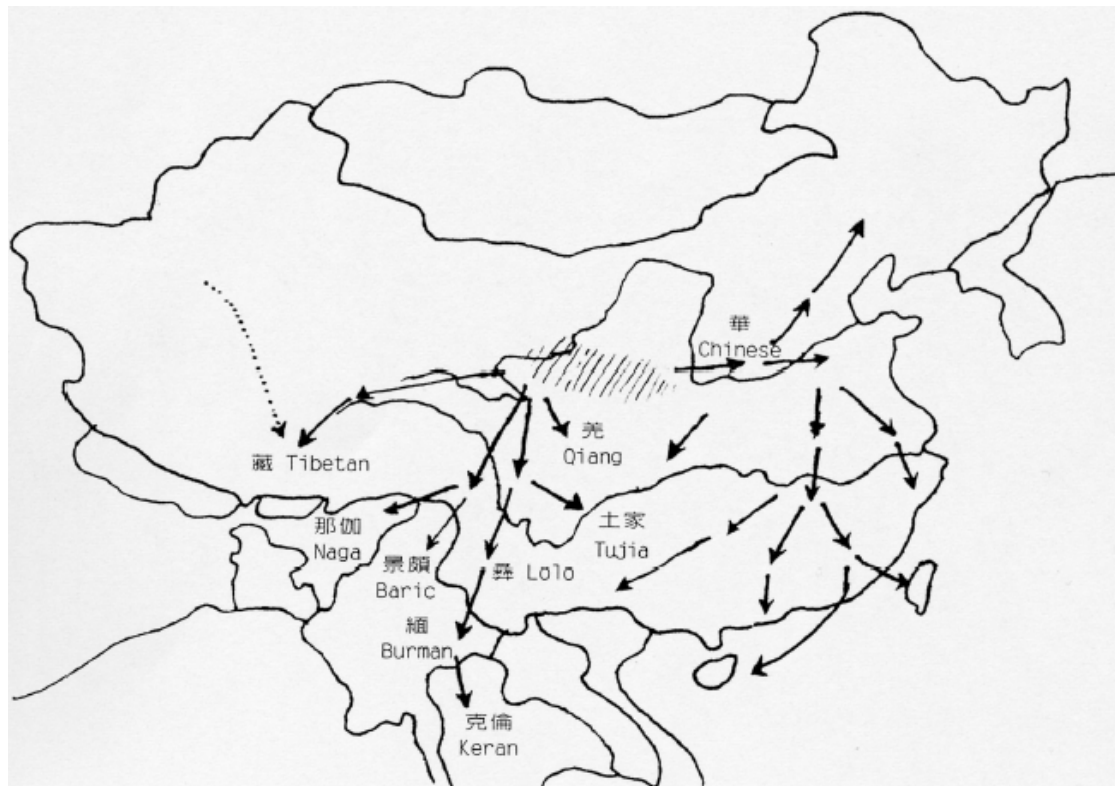 華
Chinese
羌
Qiang
藏 Tibetan
那伽
Naga
土家
Tujia
景頗
Baric
彞 Lolo
緬
Burman
克倫
Keran